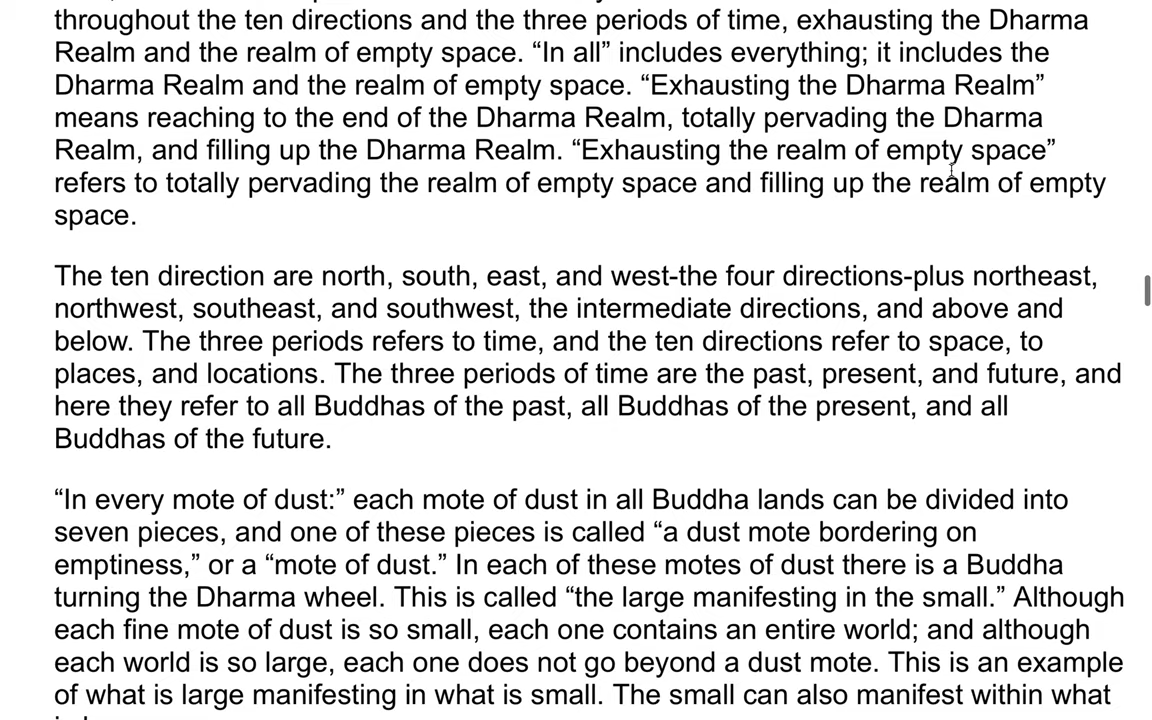 throughout the ten directions and the three periods of time, exhausting the Dharma
Realm and the realm of empty space. “In all” includes everything; it includes the
Dharma Realm and the realm of empty space. “Exhausting the Dharma Realm”
means reaching to the end of the Dharma Realm, totally pervading the Dharma
Realm, and filling up the Dharma Realm. “Exhausting the realm of empty space”
refers to totally pervading the realm of empty space and filling up the realm of empty
space.
The ten direction are north, south, east, and west-the four directions-plus northeast,
northwest, southeast, and southwest, the intermediate directions, and above and
below. The three periods refers to time, and the ten directions refer to space, to
places, and locations. The three periods of time are the past, present, and future, and
here they refer to all Buddhas of the past, all Buddhas of the present, and all
Buddhas of the future.
“In every mote of dust:” each mote of dust in all Buddha lands can be divided into
seven pieces, and one of these pieces is called “a dust mote bordering on
emptiness,” or a “mote of dust.” In each of these motes of dust there is a Buddha
turning the Dharma wheel. This is called “the large manifesting in the small.” Although
each fine mote of dust is so small, each one contains an entire world; and although
each world is so large, each one does not go beyond a dust mote. This is an example
of what is large manifesting in what is small. The small can also manifest within what